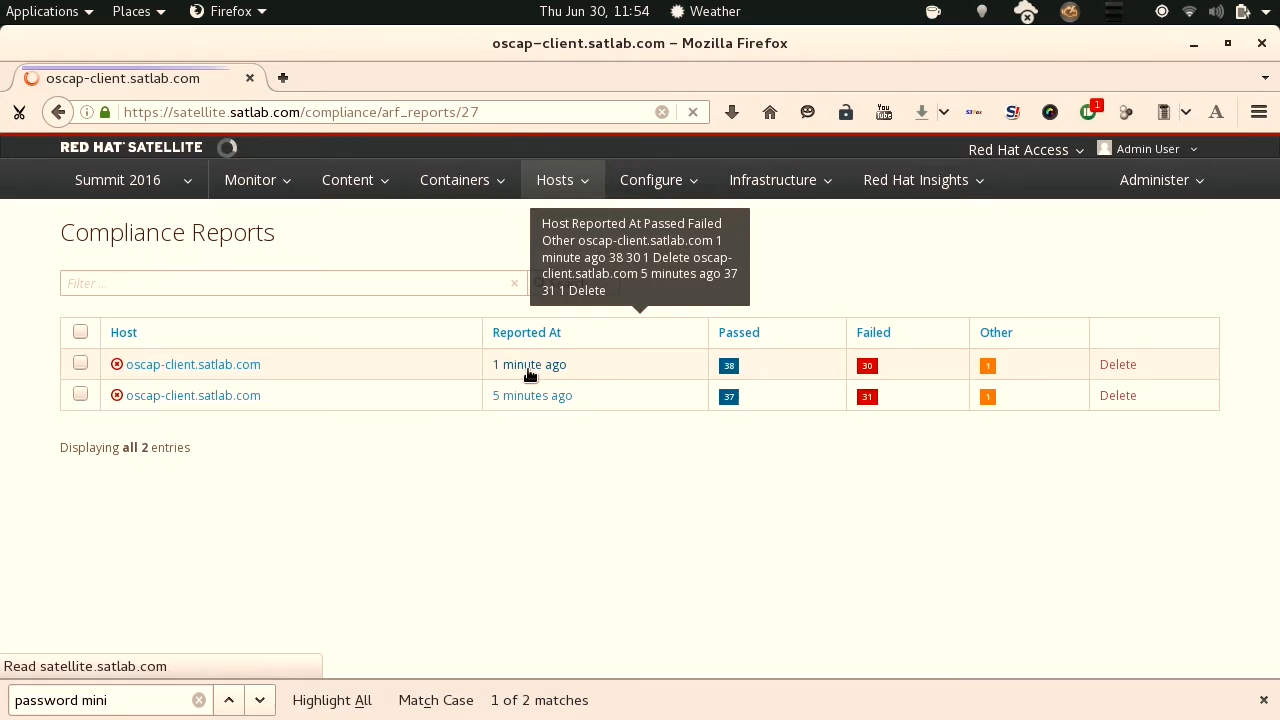 Applications Places Firefox Thu Jun 30, 11:54 Weather
oscap-client.satlab.com – Mozilla Firefox
oscap-client.satlab.com
https://satellite.satlab.com/compliance/arf_reports/27 You Tube S3Fox S! 1 A
RED HAT SATELLITE Red Hat Access Admin User
Summit 2016 Monitor Content Containers Hosts Configure Infrastructure Red Hat Insights Administer
Compliance Reports
Host Reported At Passed Failed
Other oscap-client.satlab.com 1
minute ago 38 30 1 Delete oscap-
client.satlab.com 5 minutes ago 37
31 1 Delete
Filter ...
Host Reported At Passed Failed Other
oscap-client.satlab.com 1 minute ago 38 30 1 Delete
oscap-client.satlab.com 5 minutes ago 37 31 1 Delete
Displaying all 2 entries
Read satellite.satlab.com
password mini Highlight All Match Case 1 of 2 matches